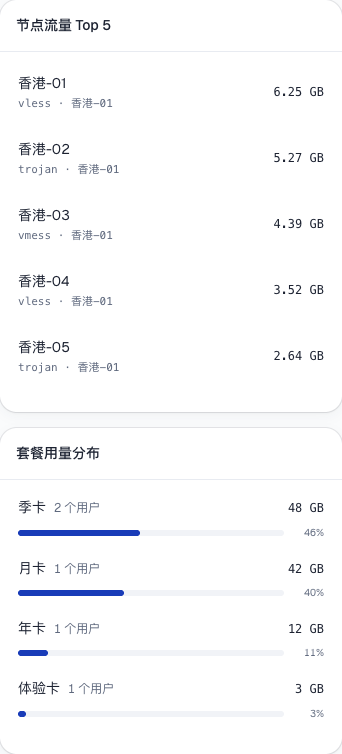 节点流量 Top 5
香港-01
6.25 GB
vless · 香港-01
香港-02
5.27 GB
trojan · 香港-01
香港-03
4.39 GB
vmess · 香港-01
香港-04
3.52 GB
vless · 香港-01
香港-05
2.64 GB
trojan · 香港-01
套餐用量分布
季卡 2 个用户 48 GB
46%
月卡 1 个用户 42 GB
40%
年卡 1 个用户 12 GB
11%
体验卡 1 个用户 3 GB
3%